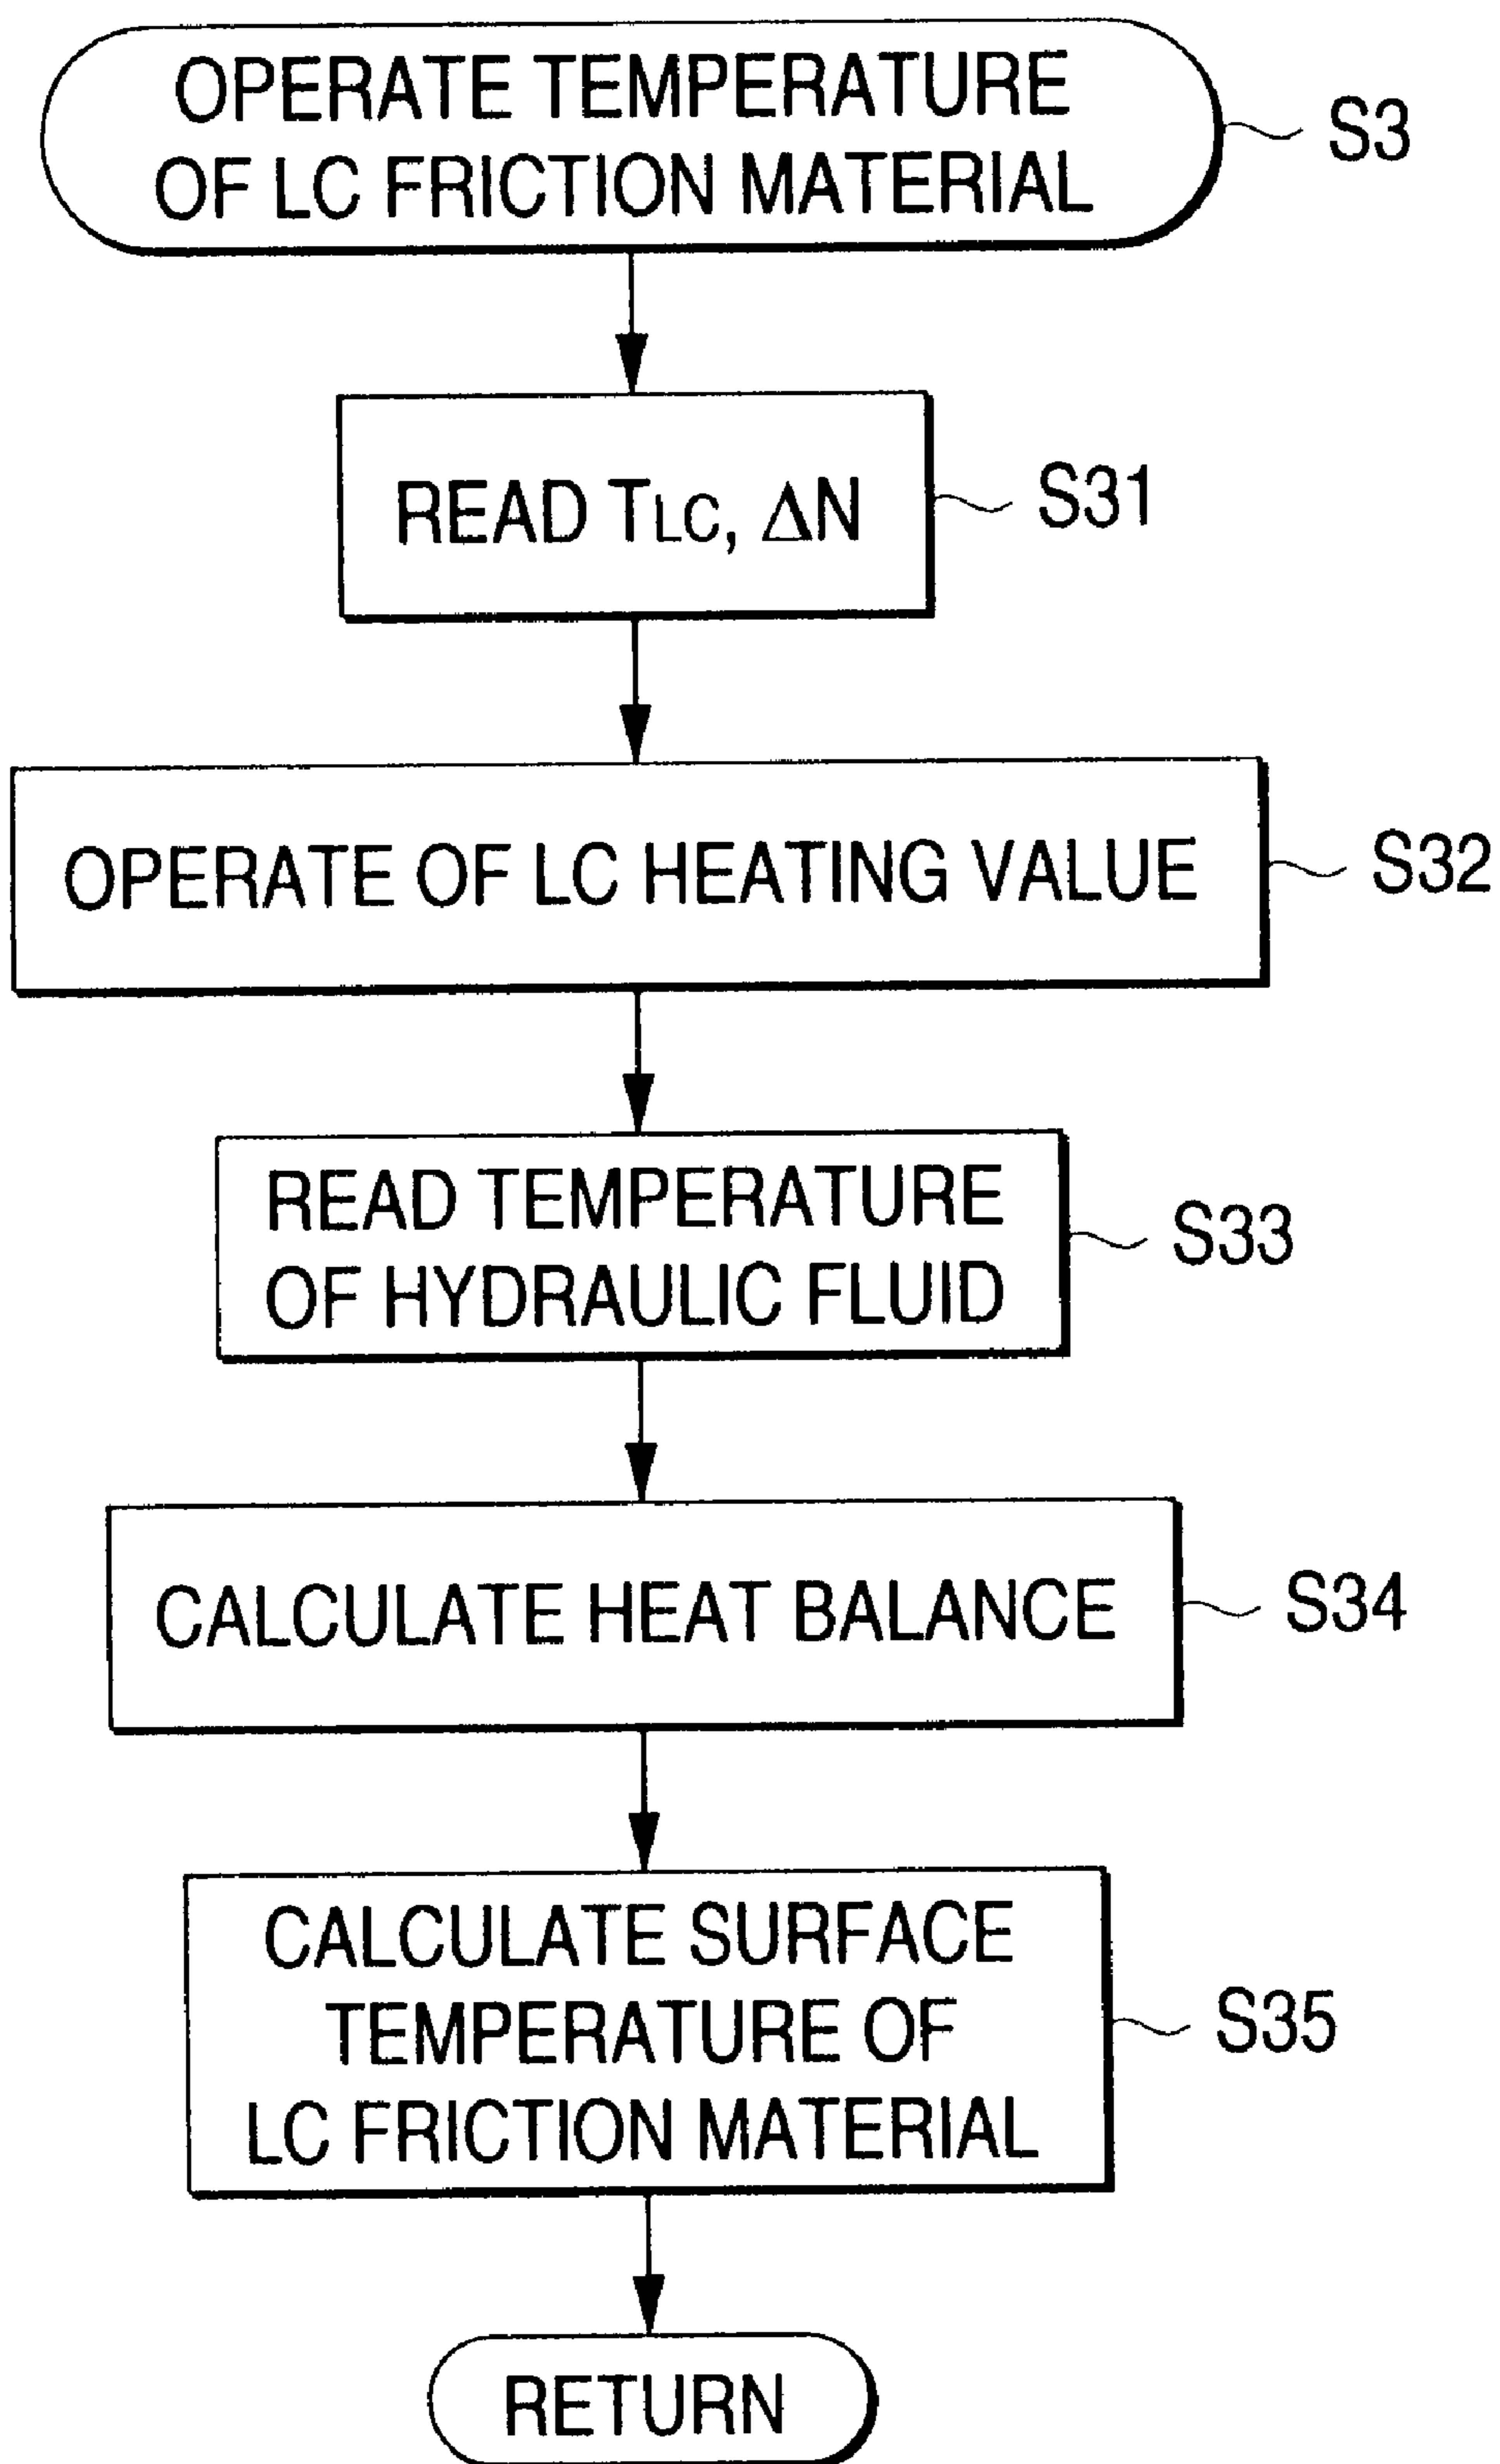 OPERATE TEMPERATURE
OF LC FRICTION MATERIAL
S3
READ TLC, ΔN
S31
OPERATE OF LC HEATING VALUE
S32
READ TEMPERATURE
OF HYDRAULIC FLUID
S33
CALCULATE HEAT BALANCE
S34
CALCULATE SURFACE
TEMPERATURE OF
LC FRICTION MATERIAL
S35
RETURN